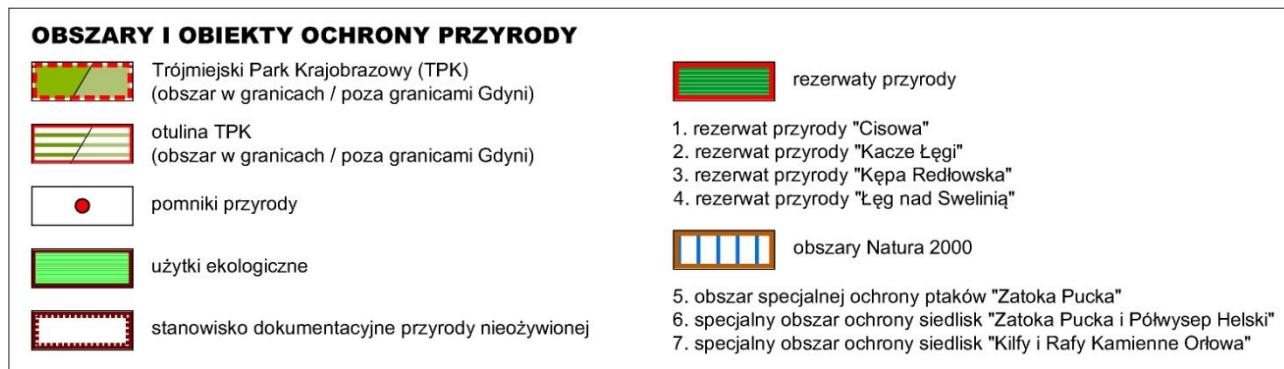 OBSZARY I OBIEKTY OCHRONY PRZYRODY
Trójmiejski Park Krajobrazowy (TPK)
(obszar w granicach / poza granicami Gdyni)
otulina TPK
(obszar w granicach / poza granicami Gdyni)
pomniki przyrody
użytki ekologiczne
stanowisko dokumentacyjne przyrody nieożywionej
rezerwaty przyrody
1. rezerwat przyrody "Cisowa"
2. rezerwat przyrody "Kacze Łęgi"
3. rezerwat przyrody "Kępa Redłowska"
4. rezerwat przyrody "Łęg nad Swelinią"
obszary Natura 2000
5. obszar specjalnej ochrony ptaków "Zatoka Pucka"
6. specjalny obszar ochrony siedlisk "Zatoka Pucka i Półwysep Helski"
7. specjalny obszar ochrony siedlisk "Kilfy i Rafy Kamienne Orłowa"